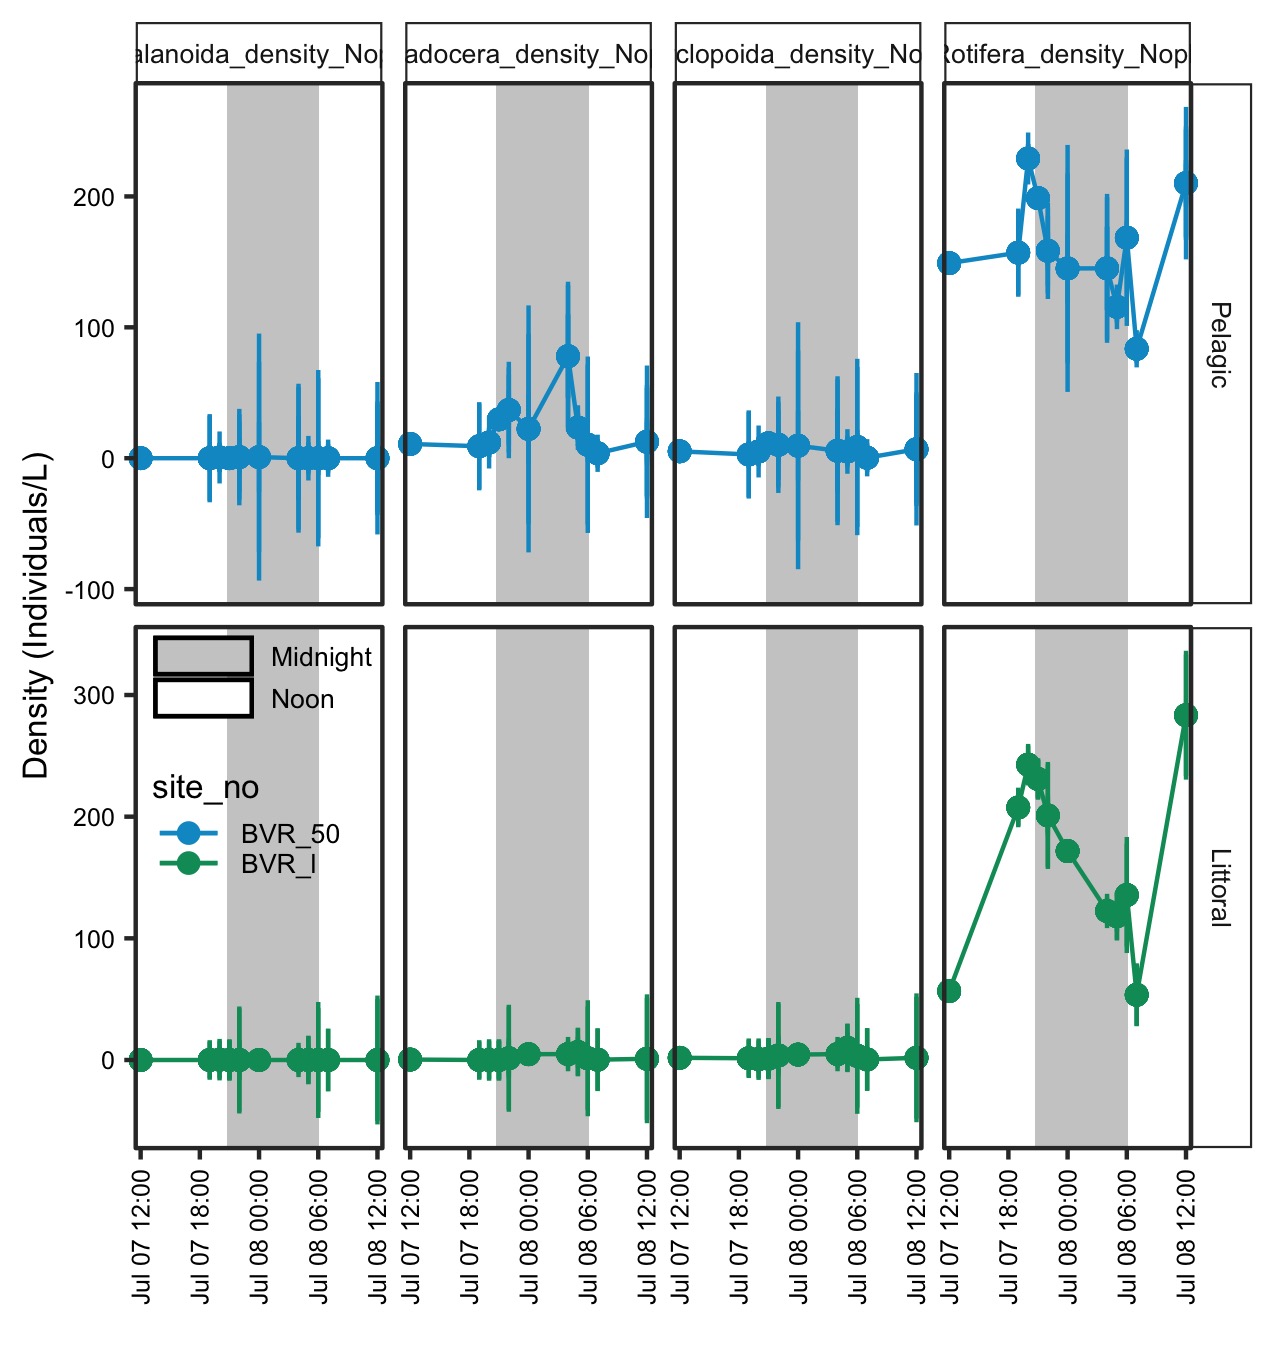 alanoida_density_Nop
adocera_density_Nop
clopoida_density_No
Rotifera_density_Nop
Density (Individuals/L)
200
100
0
-100
Pelagic
300
200
100
0
Littoral
Midnight
Noon
site_no
BVR_50
BVR_l
Jul 07 12:00
Jul 07 18:00
Jul 08 00:00
Jul 08 06:00
Jul 08 12:00
Jul 07 12:00
Jul 07 18:00
Jul 08 00:00
Jul 08 06:00
Jul 08 12:00
Jul 07 12:00
Jul 07 18:00
Jul 08 00:00
Jul 08 06:00
Jul 08 12:00
Jul 07 12:00
Jul 07 18:00
Jul 08 00:00
Jul 08 06:00
Jul 08 12:00